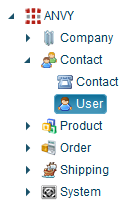 ANVY
Company
Contact
Contact
User
Product
Order
Shipping
System